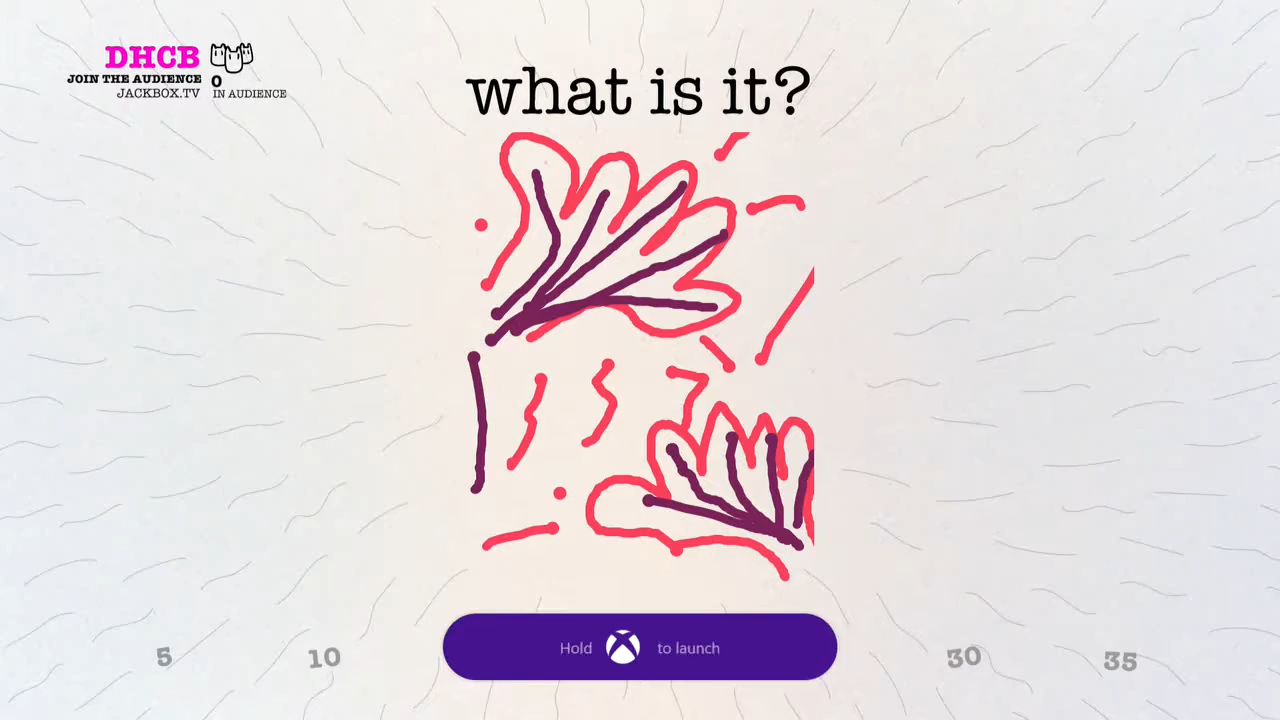 DHCB
JOIN THE AUDIENCE
JACKBOX.TV
0
IN AUDIENCE
what is it?
Hold to launch
5 10 30 35